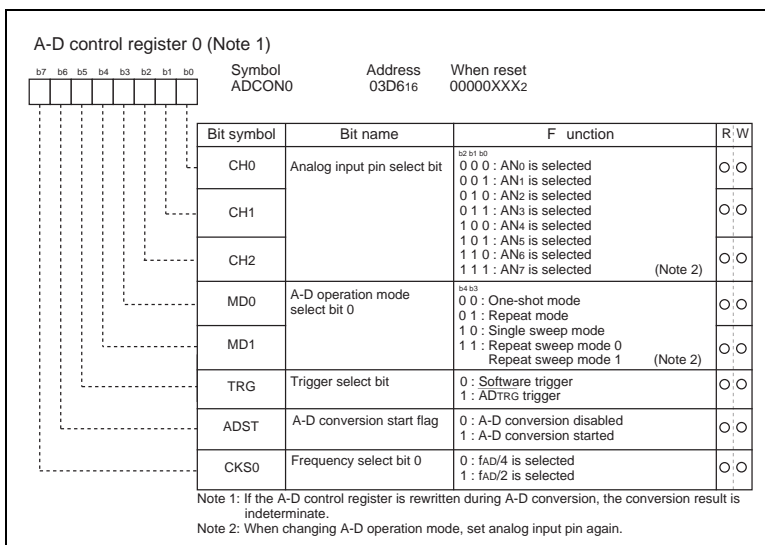 A-D control register 0 (Note 1)
b7 b6 b5 b4 b3 b2 b1 b0
Symbol Address When reset
ADCON0 03D616 00000XXX2
Bit symbol Bit name F unction R W
CH0 Analog input pin select bit b2 b1 b0
0 0 0 : AN0 is selected
0 0 1 : AN1 is selected
0 1 0 : AN2 is selected
CH1 0 1 1 : AN3 is selected
1 0 0 : AN4 is selected
1 0 1 : AN5 is selected
CH2 1 1 0 : AN6 is selected
1 1 1 : AN7 is selected (Note 2)
MD0 A-D operation mode select bit 0 b4 b3
0 0 : One-shot mode
0 1 : Repeat mode
MD1 1 0 : Single sweep mode
1 1 : Repeat sweep mode 0
Repeat sweep mode 1 (Note 2)
TRG Trigger select bit 0 : Software trigger
1 : ADTRG trigger
ADST A-D conversion start flag 0 : A-D conversion disabled
1 : A-D conversion started
CKS0 Frequency select bit 0 0 : fAD/4 is selected
1 : fAD/2 is selected
Note 1: If the A-D control register is rewritten during A-D conversion, the conversion result is
indeterminate.
Note 2: When changing A-D operation mode, set analog input pin again.